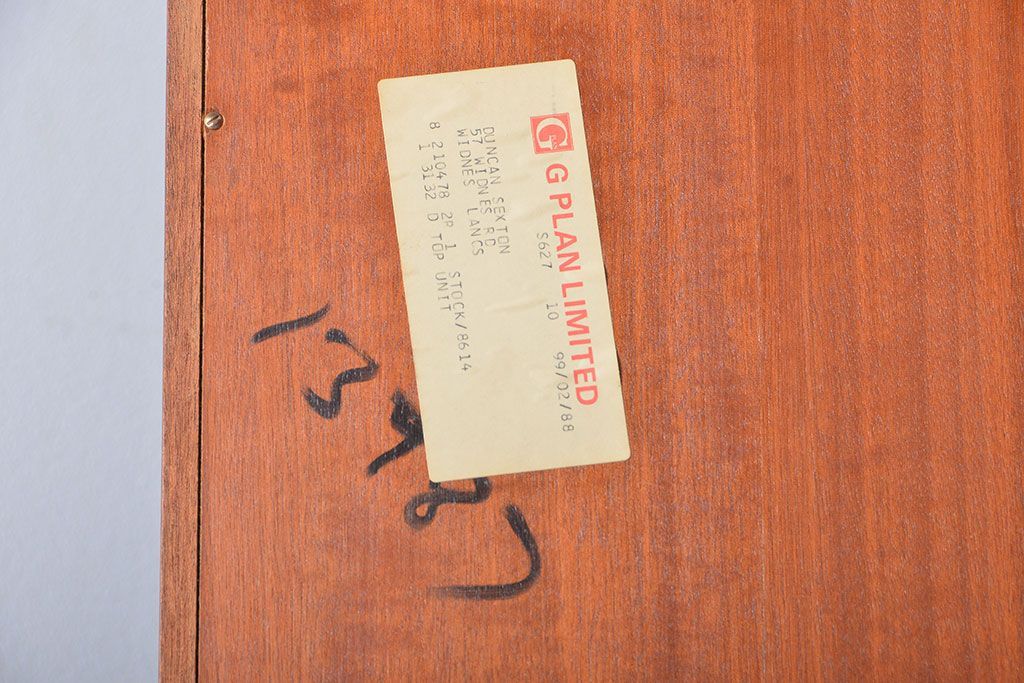 G PLAN LIMITED
S627 10 99/02/88
DUNCAN SEXTON
57 WIDNES RD
WIDNES LANCS
8 210478 2P 1 STOCK/8614
1 3132 D TOP UNIT